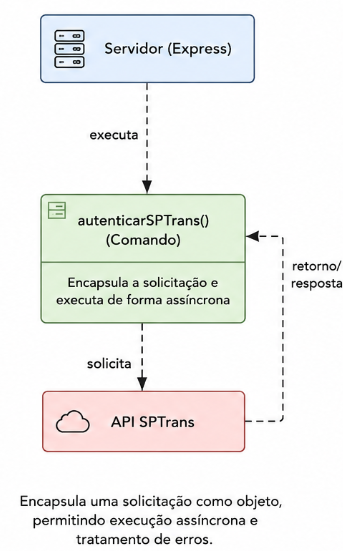 Servidor (Express)
executa
autenticarSPTrans()
(Comando)
Encapsula a solicitação e
executa de forma assíncrona
retorno/
resposta
solicita
API SPTrans
Encapsula uma solicitação como objeto,
permitindo execução assíncrona e
tratamento de erros.